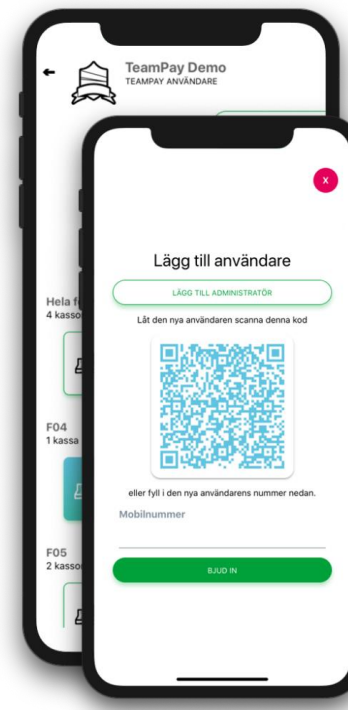 TeamPay Demo
TEAMPAY ANVÄNDARE
Hela
4 kasso
F04
1 kassa
F05
2 kasso
X
Lägg till användare
LÄGG TILL ADMINISTRATÖR
Låt den nya användaren scanna denna kod
eller fyll i den nya användarens nummer nedan.
Mobilnummer
BJUD IN